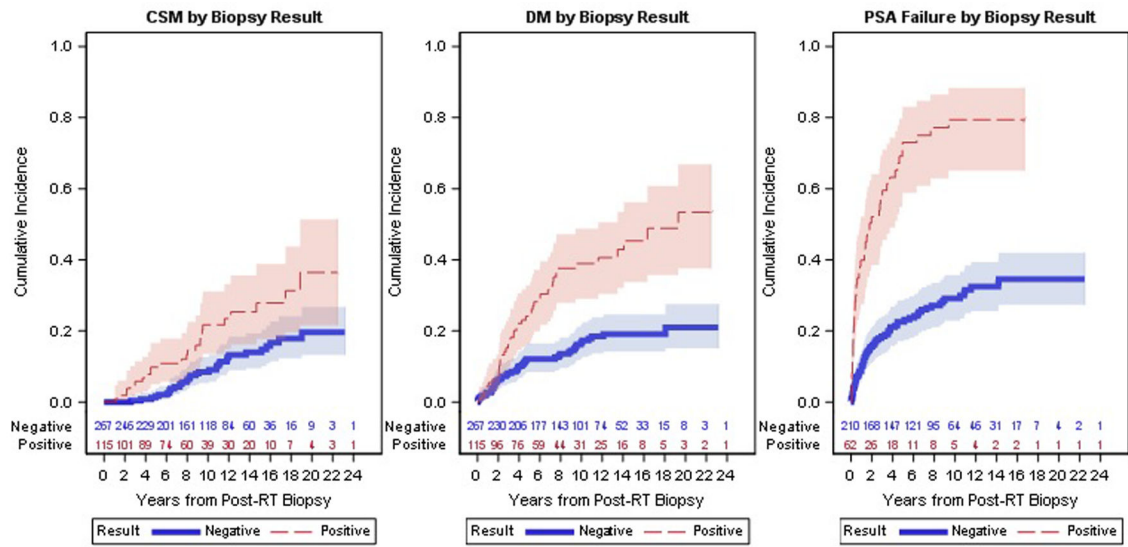 CSM by Biopsy Result
Cumulative Incidence
1.0
0.8
0.6
0.4
0.2
0.0
Negative 267 246 229 201 161 118 84 60 36 16 9 3 1
Positive 115 101 89 74 60 39 30 20 10 7 4 3 1
0 2 4 6 8 10 12 14 16 18 20 22 24
Years from Post-RT Biopsy
Result Negative Positive
DM by Biopsy Result
Cumulative Incidence
1.0
0.8
0.6
0.4
0.2
0.0
Negative 267 230 206 177 143 101 74 52 33 15 8 3 1
Positive 115 96 76 59 44 31 25 16 8 5 3 2 1
0 2 4 6 8 10 12 14 16 18 20 22 24
Years from Post-RT Biopsy
Result Negative Positive
PSA Failure by Biopsy Result
Cumulative Incidence
1.0
0.8
0.6
0.4
0.2
0.0
Negative 210 168 147 121 95 64 46 31 17 7 4 2 1
Positive 62 26 18 11 8 5 4 2 2 1 1 1 1
0 2 4 6 8 10 12 14 16 18 20 22 24
Years from Post-RT Biopsy
Result Negative Positive